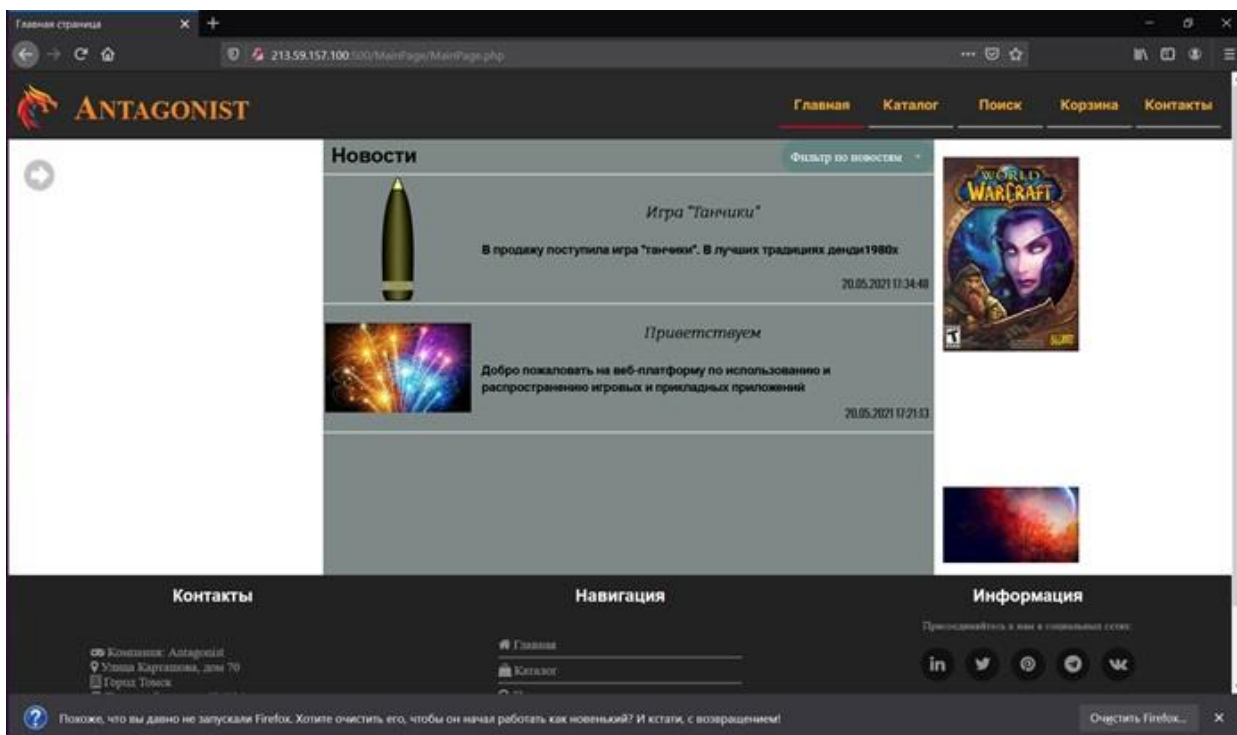 Главная страница
213.59.157.100:500/MainPage/MainPage.php
ANTAGONIST
Главная Каталог Поиск Корзина Контакты
Новости
Фильтр по новостям
Игра "Танчики"
В продажу поступила игра "танчики". В лучших традициях денди1980х
20.05.2021 17:34:48
Приветствуем
Добро пожаловать на веб-платформу по использованию и
распространению игровых и прикладных приложений
20.05.2021 17:21:13
WORLD
WARCRAFT
T
Контакты
Компания: Antagonist
Улица Карташова, дом 70
Город Томск
Навигация
Главная
Каталог
Информация
Присоединяйтесь к нам в социальных сетях:
Похоже, что вы давно не запускали Firefox. Хотите очистить его, чтобы он начал работать как новенький? И кстати, с возвращением!
Очистить Firefox...